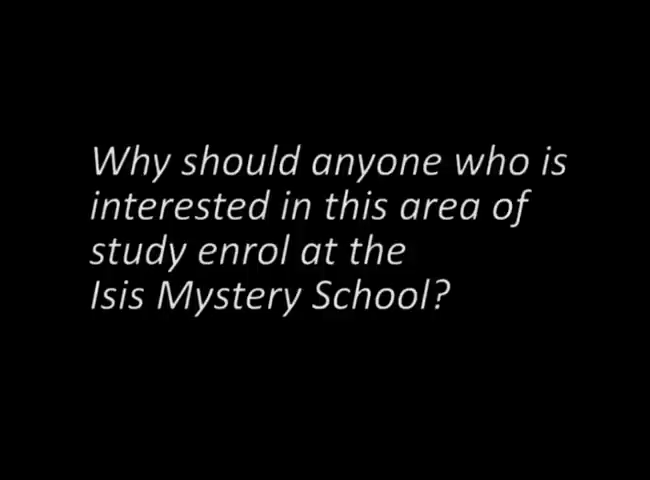 Why should anyone who is
interested in this area of
study enrol at the
Isis Mystery School?